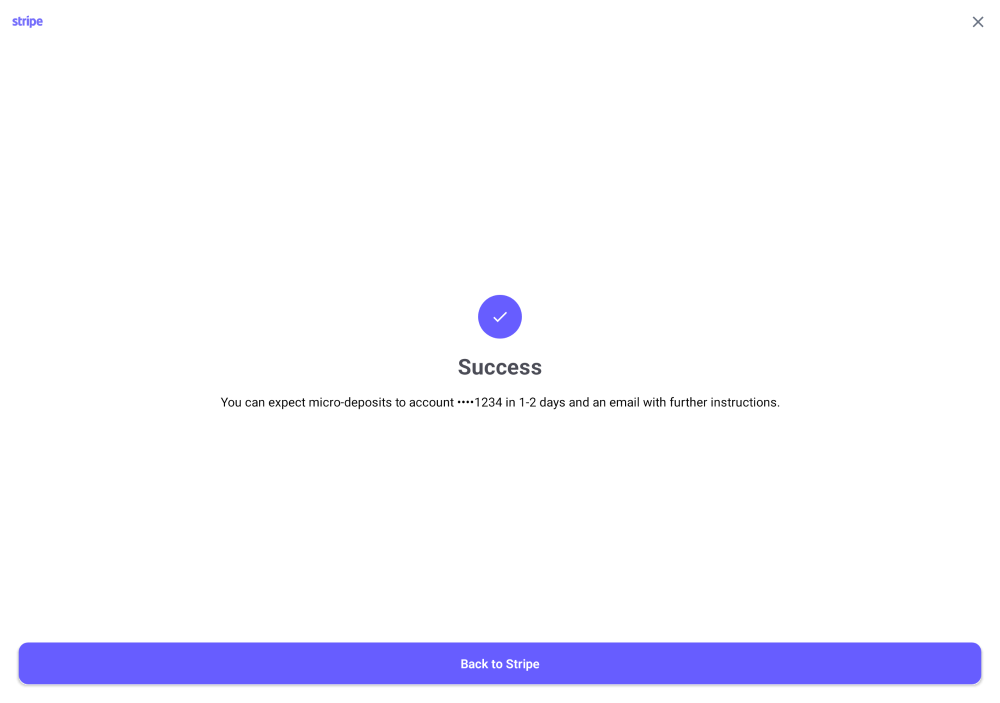 stripe
Success
You can expect micro-deposits to account ••••1234 in 1-2 days and an email with further instructions.
Back to Stripe